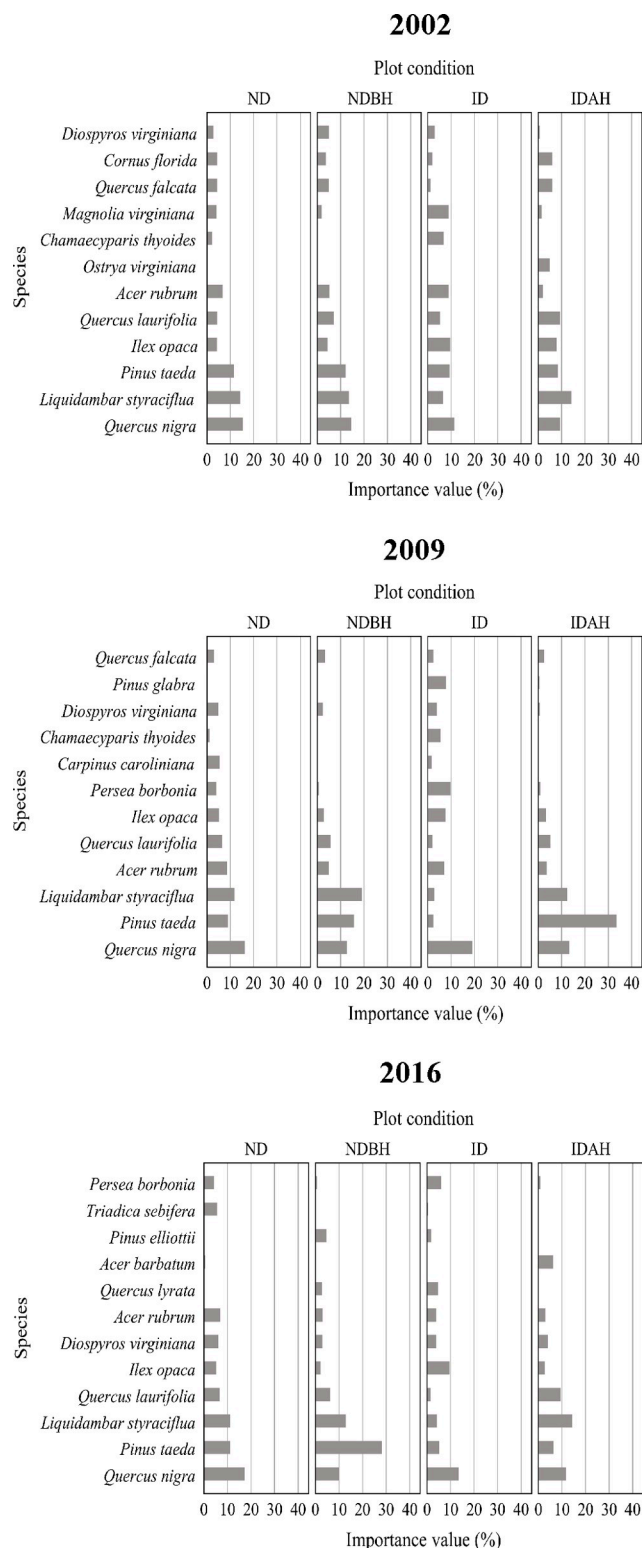 2002
Plot condition
ND NDBH ID IDAH
Species
Diospyros virginiana
Cornus florida
Quercus falcata
Magnolia virginiana
Chamaecyparis thyoides
Ostrya virginiana
Acer rubrum
Quercus laurifolia
Ilex opaca
Pinus taeda
Liquidambar styraciflua
Quercus nigra
0 10 20 30 40 0 10 20 30 40 0 10 20 30 40 0 10 20 30 40
Importance value (%)
2009
Plot condition
ND NDBH ID IDAH
Species
Quercus falcata
Pinus glabra
Diospyros virginiana
Chamaecyparis thyoides
Carpinus caroliniana
Persea borbonia
Ilex opaca
Quercus laurifolia
Acer rubrum
Liquidambar styraciflua
Pinus taeda
Quercus nigra
0 10 20 30 40 0 10 20 30 40 0 10 20 30 40 0 10 20 30 40
Importance value (%)
2016
Plot condition
ND NDBH ID IDAH
Species
Persea borbonia
Triadica sebifera
Pinus elliottii
Acer barbatum
Quercus lyrata
Acer rubrum
Diospyros virginiana
Ilex opaca
Quercus laurifolia
Liquidambar styraciflua
Pinus taeda
Quercus nigra
0 10 20 30 40 0 10 20 30 40 0 10 20 30 40 0 10 20 30 40
Importance value (%)